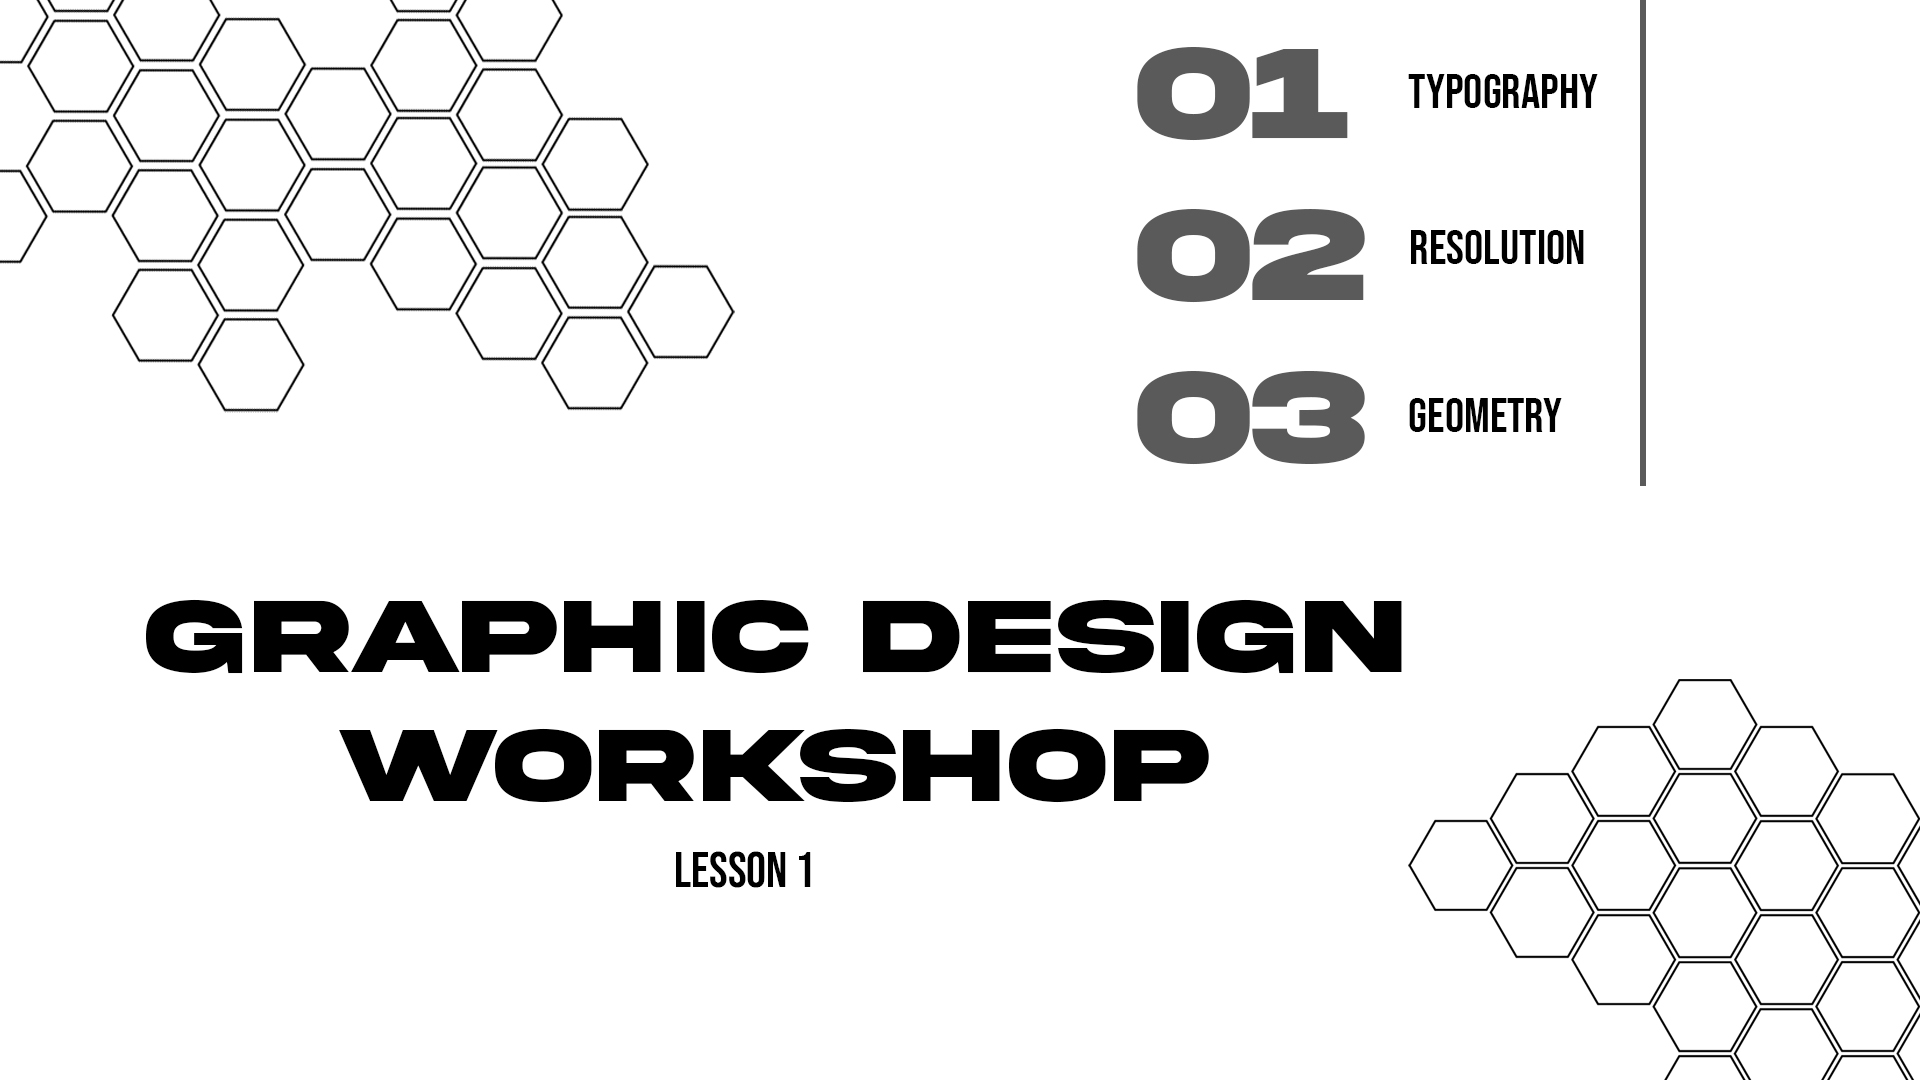 01 TYPOGRAPHY
02 RESOLUTION
03 GEOMETRY
GRAPHIC DESIGN
WORKSHOP
LESSON 1